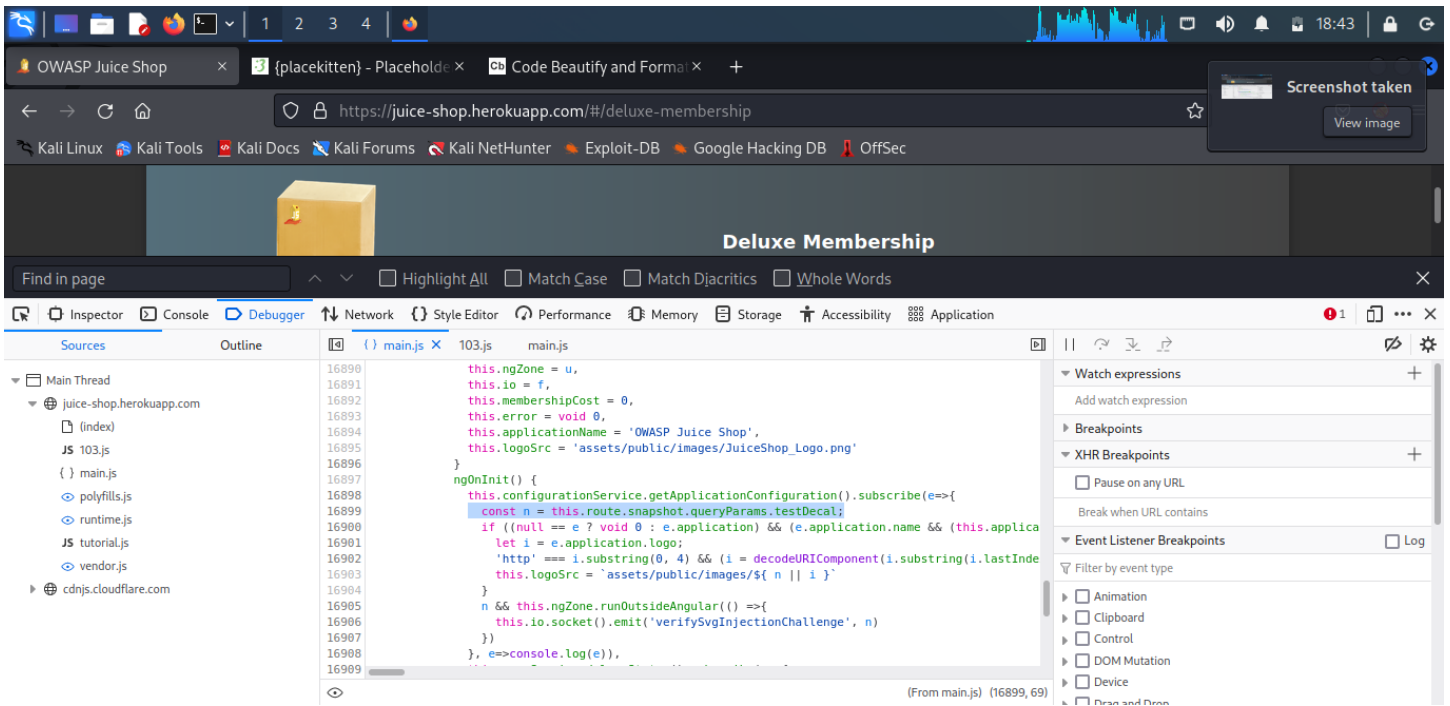 1 2 3 4 18:43
OWASP Juice Shop × {placekitten} - Placeholde × Cb Code Beautify and Format × +
Screenshot taken
View image
https://juice-shop.herokuapp.com/#/deluxe-membership
Kali Linux Kali Tools Kali Docs Kali Forums Kali NetHunter Exploit-DB Google Hacking DB OffSec
Deluxe Membership
Find in page Highlight All Match Case Match Diacritics Whole Words
Inspector Console Debugger Network {} Style Editor Performance Memory Storage Accessibility Application 1
Sources Outline
{ } main.js × 103.js main.js
Main Thread
juice-shop.herokuapp.com
(index)
JS 103.js
{ } main.js
polyfills.js
runtime.js
JS tutorial.js
vendor.js
cdnjs.cloudflare.com
16890 this.ngZone = u,
16891 this.io = f,
16892 this.membershipCost = 0,
16893 this.error = void 0,
16894 this.applicationName = 'OWASP Juice Shop',
16895 this.logoSrc = 'assets/public/images/JuiceShop_Logo.png'
16896 }
16897 ngOnInit() {
16898 this.configurationService.getApplicationConfiguration().subscribe(e=>{
16899 const n = this.route.snapshot.queryParams.testDecal;
16900 if ((null == e ? void 0 : e.application) && (e.application.name && (this.applica
16901 let i = e.application.logo;
16902 'http' === i.substring(0, 4) && (i = decodeURIComponent(i.substring(i.lastInde
16903 this.logoSrc = `assets/public/images/${ n || i }`
16904 }
16905 n && this.ngZone.runOutsideAngular(() =>{
16906 this.io.socket().emit('verifySvgInjectionChallenge', n)
16907 })
16908 }, e=>console.log(e)),
16909
(From main.js) (16899, 69)
Watch expressions
Add watch expression
Breakpoints
XHR Breakpoints
Pause on any URL
Break when URL contains
Event Listener Breakpoints Log
Filter by event type
Animation
Clipboard
Control
DOM Mutation
Device
Drag and Drop